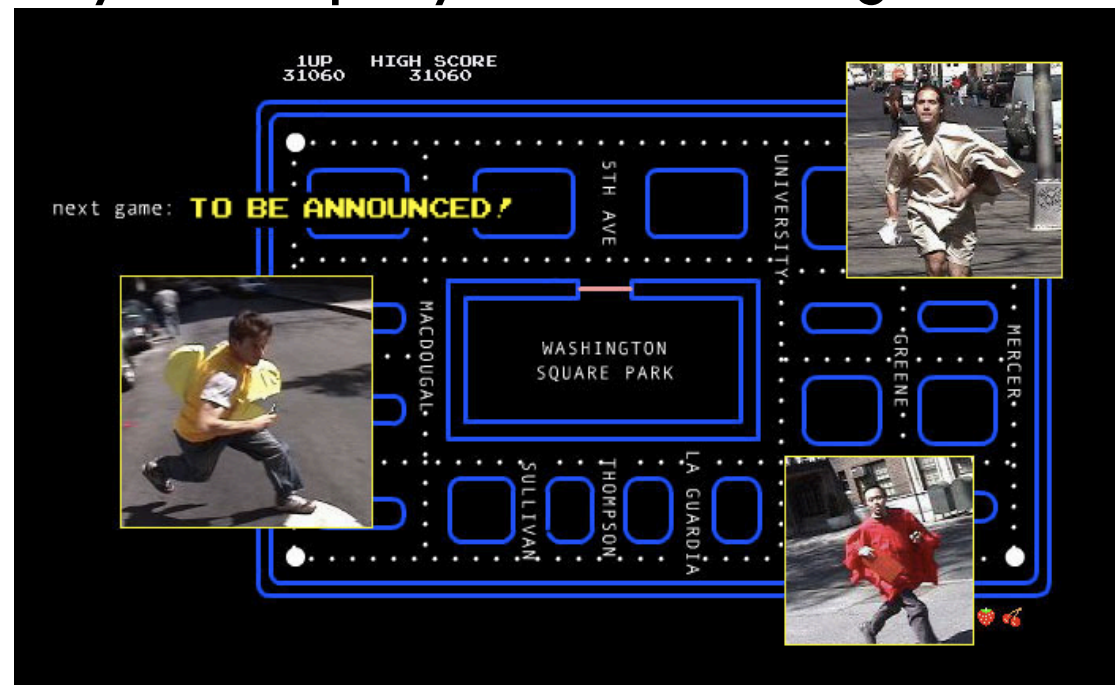 1UP HIGH SCORE
31060 31060
5TH AVE
UNIVERSITY
next game: TO BE ANNOUNCED!
MACDOUGAL
WASHINGTON
SQUARE PARK
GREENE
MERCER
SULLIVAN
THOMPSON
LA GUARDIA